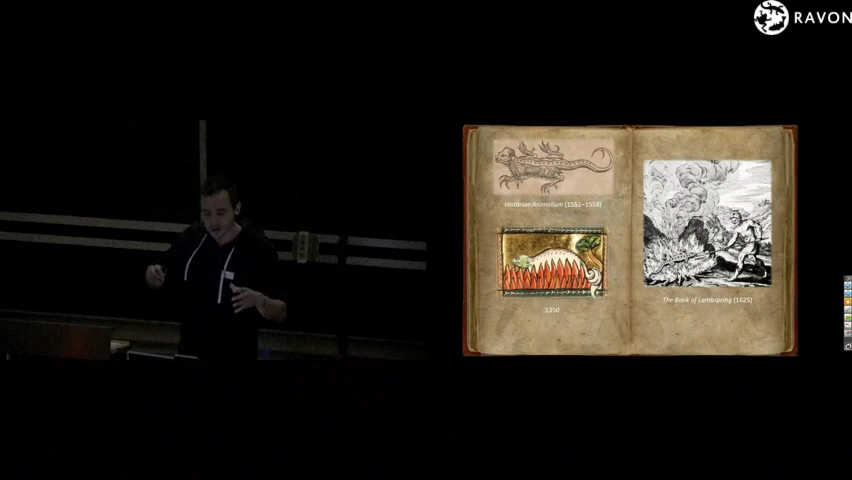 RAVON
Historiae Animalium (1551–1558)
The Book of Lambspring (1625)
1350